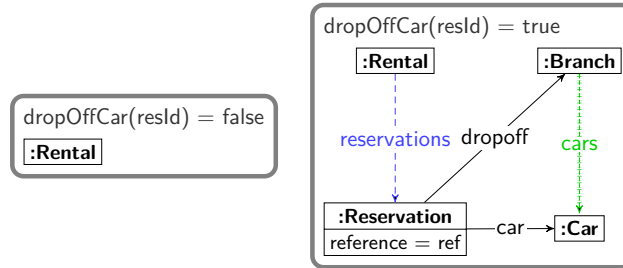 dropOffCar(resId) = false
:Rental
dropOffCar(resId) = true
:Rental
:Branch
reservations
dropoff
cars
:Reservation
reference = ref
car
:Car